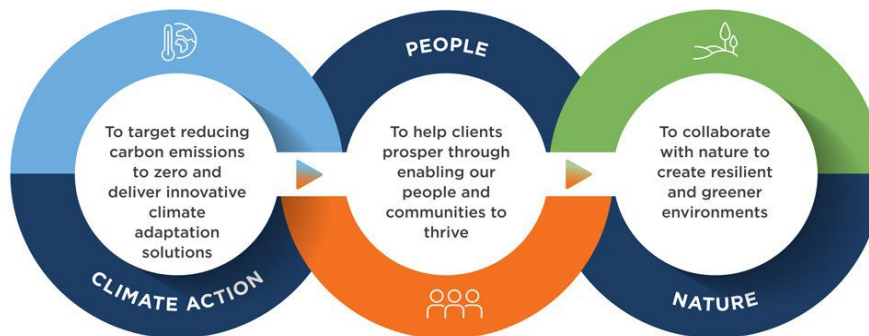 To target reducing
carbon emissions
to zero and
deliver innovative
climate
adaptation
solutions
CLIMATE ACTION
PEOPLE
To help clients
prosper through
enabling our
people and
communities to
thrive
To collaborate
with nature to
create resilient
and greener
environments
NATURE